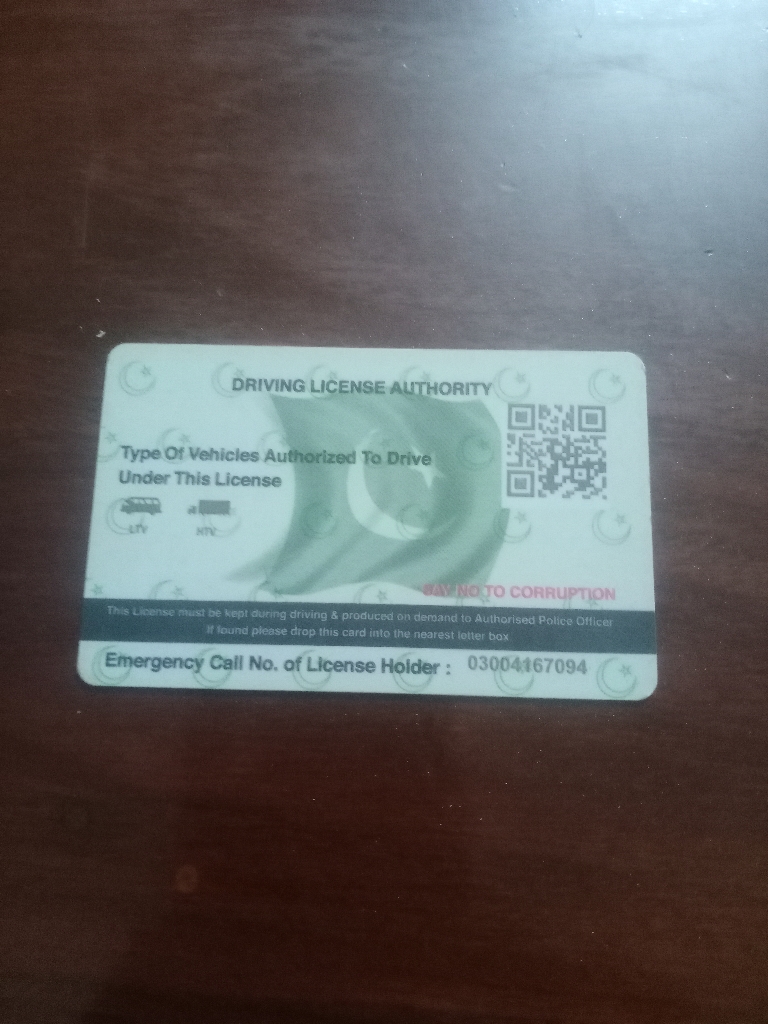 DRIVING LICENSE AUTHORITY
Type Of Vehicles Authorized To Drive
Under This License
LTV HTV
SAY NO TO CORRUPTION
This License must be kept during driving & produced on demand to Authorised Police Officer
If found please drop this card into the nearest letter box
Emergency Call No. of License Holder : 03004167094